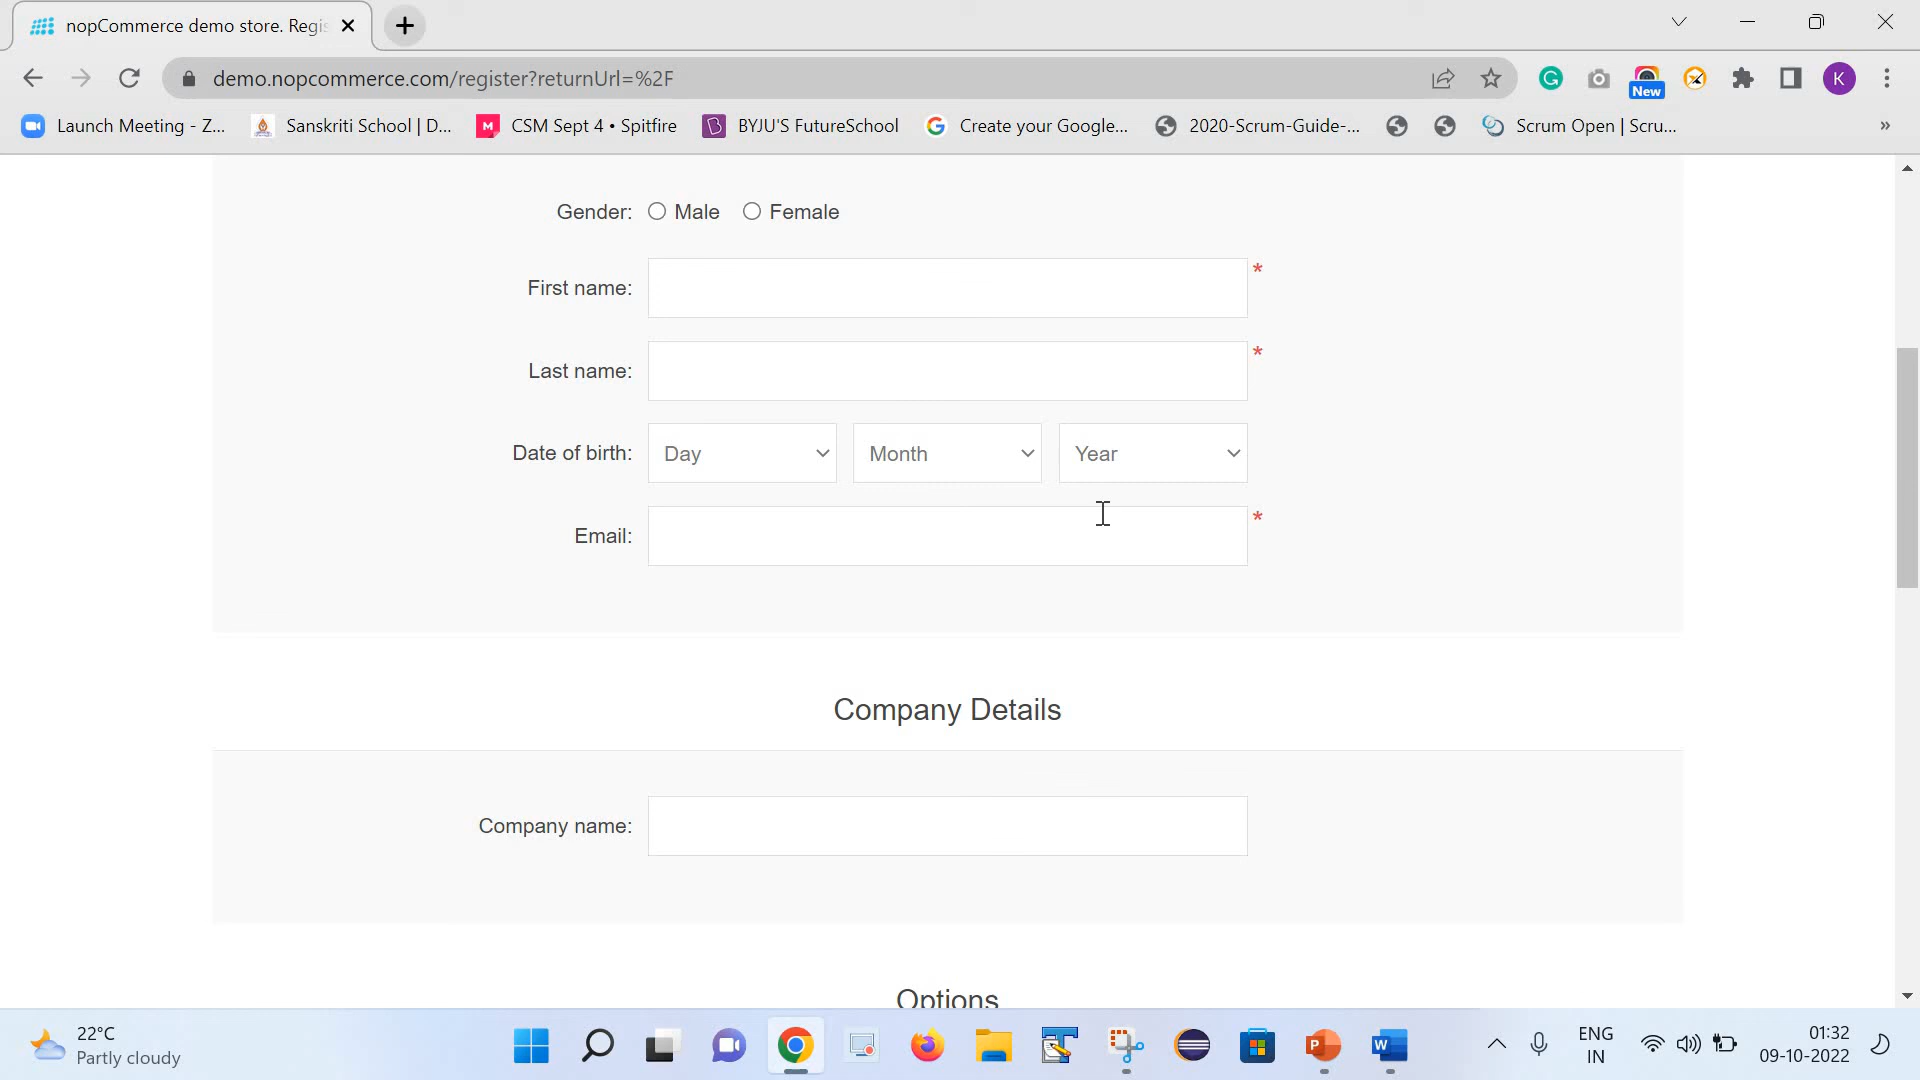 nopCommerce demo store. Regis
demo.nopcommerce.com/register?returnUrl=%2F
New
K
Launch Meeting - Z...
Sanskriti School | D...
CSM Sept 4 • Spitfire
BYJU'S FutureSchool
Create your Google...
2020-Scrum-Guide-...
Scrum Open | Scru...
»
Gender: Male Female
First name: *
Last name: *
Date of birth: Day Month Year
Email: *
Company Details
Company name:
Options
22°C
Partly cloudy
ENG
IN
01:32
09-10-2022